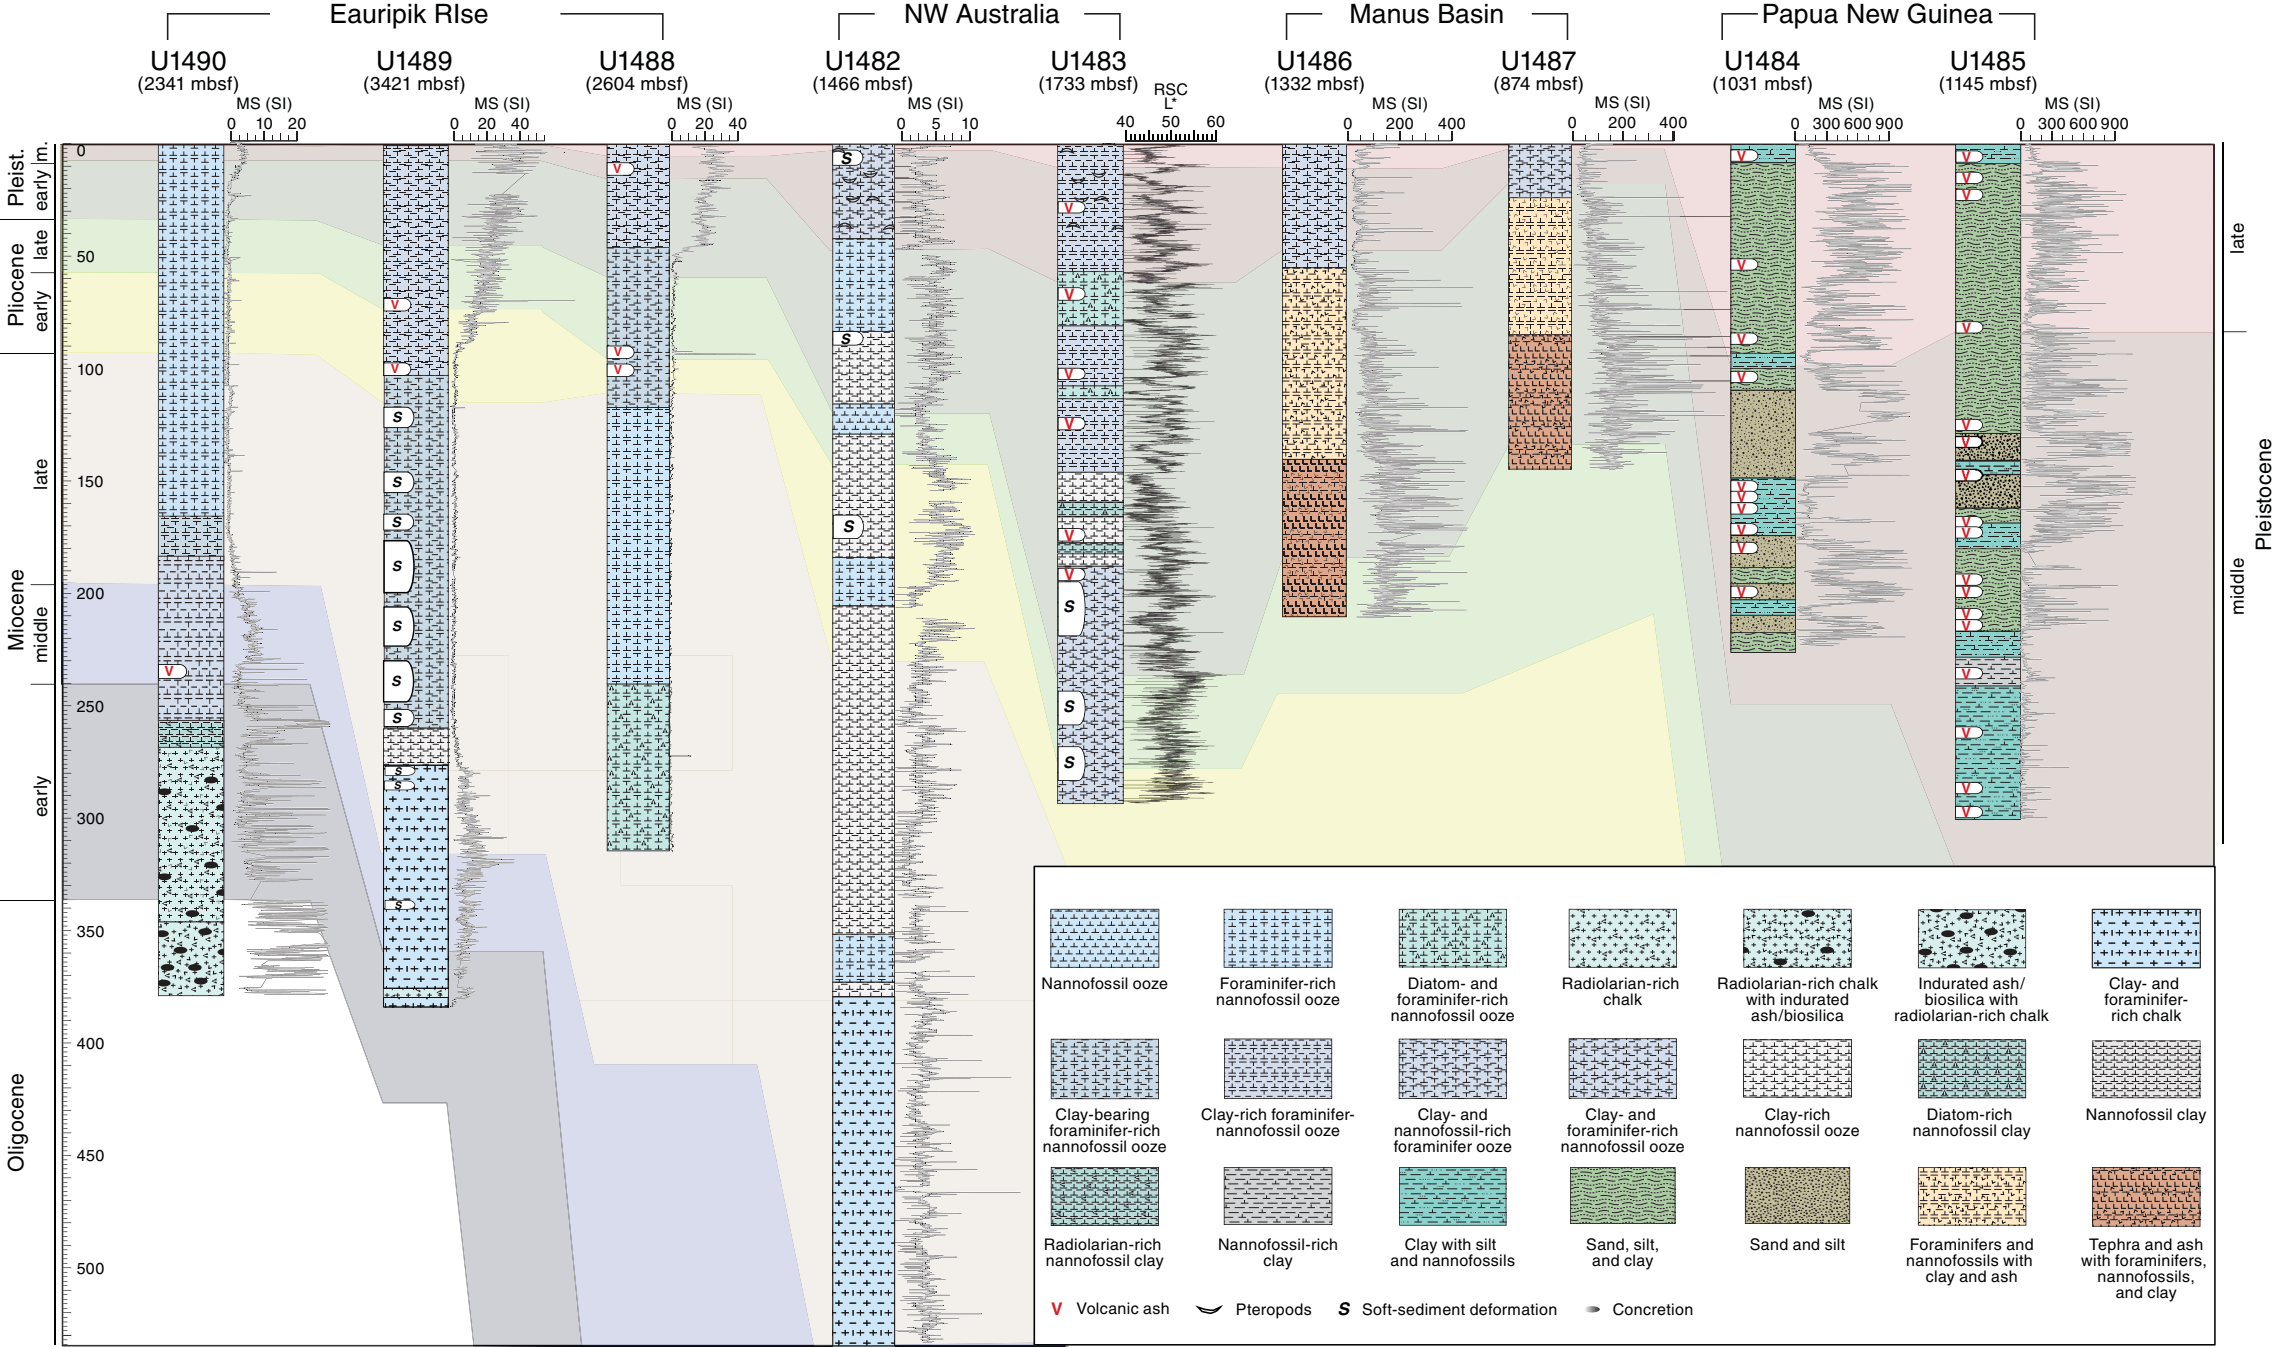 Eauripik RIse
NW Australia
Manus Basin
Papua New Guinea
U1490
U1489
U1488
U1482
U1483
U1486
U1487
U1484
U1485
(2341 mbsf)
(3421 mbsf)
(2604 mbsf)
(1466 mbsf)
(1733 mbsf)
(1332 mbsf)
(874 mbsf)
(1031 mbsf)
(1145 mbsf)
MS (SI)
MS (SI)
MS (SI)
MS (SI)
RSC
L*
MS (SI)
MS (SI)
MS (SI)
MS (SI)
0 10 20
0 20 40
0 20 40
0 5 10
40 50 60
0 200 400
0 200 400
0 300 600 900
0 300 600 900
Pleist.
early
m.
Pliocene
late
early
Miocene
late
middle
early
Oligocene
0
50
100
150
200
250
300
350
400
450
500
late
middle
Pleistocene
Nannofossil ooze
Foraminifer-rich
nannofossil ooze
Diatom- and
foraminifer-rich
nannofossil ooze
Radiolarian-rich
chalk
Radiolarian-rich chalk
with indurated
ash/biosilica
Indurated ash/
biosilica with
radiolarian-rich chalk
Clay- and
foraminifer-
rich chalk
Clay-bearing
foraminifer-rich
nannofossil ooze
Clay-rich foraminifer-
nannofossil ooze
Clay- and
nannofossil-rich
foraminifer ooze
Clay- and
foraminifer-rich
nannofossil ooze
Clay-rich
nannofossil ooze
Diatom-rich
nannofossil clay
Nannofossil clay
Radiolarian-rich
nannofossil clay
Nannofossil-rich
clay
Clay with silt
and nannofossils
Sand, silt,
and clay
Sand and silt
Foraminifers and
nannofossils with
clay and ash
Tephra and ash
with foraminifers,
nannofossils,
and clay
V Volcanic ash
Pteropods
S Soft-sediment deformation
Concretion